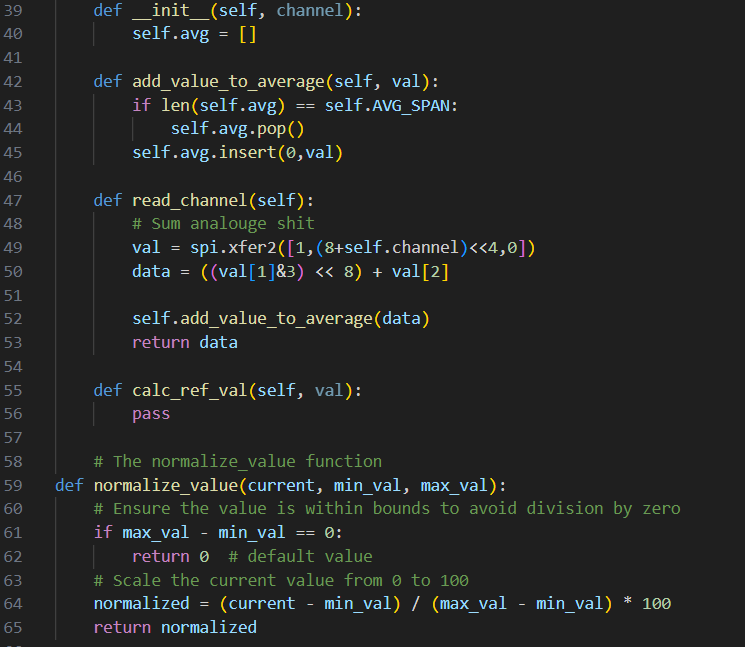 39 def __init__(self, channel):
40 self.avg = []
41
42 def add_value_to_average(self, val):
43 if len(self.avg) == self.AVG_SPAN:
44 self.avg.pop()
45 self.avg.insert(0,val)
46
47 def read_channel(self):
48 # Sum analouge shit
49 val = spi.xfer2([1,(8+self.channel)<<4,0])
50 data = ((val[1]&3) << 8) + val[2]
51
52 self.add_value_to_average(data)
53 return data
54
55 def calc_ref_val(self, val):
56 pass
57
58 # The normalize_value function
59 def normalize_value(current, min_val, max_val):
60 # Ensure the value is within bounds to avoid division by zero
61 if max_val - min_val == 0:
62 return 0  # default value
63 # Scale the current value from 0 to 100
64 normalized = (current - min_val) / (max_val - min_val) * 100
65 return normalized